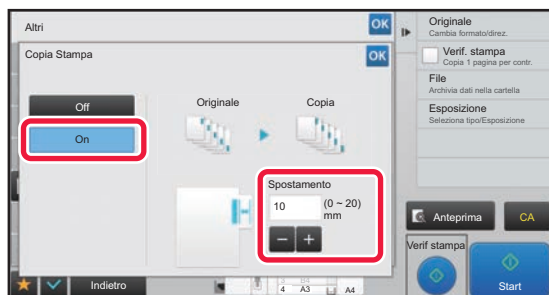 Altri
OK
Copia Stampa
OK
Off
On
Originale
Copia
Spostamento
10
(0 ~ 20)
mm
Indietro
4 A3
A4
Originale
Cambia formato/direz.
Verif. stampa
Copia 1 pagina per contr.
File
Archivia dati nella cartella
Esposizione
Seleziona tipo/Esposizione
Anteprima
CA
Verif stampa
Start